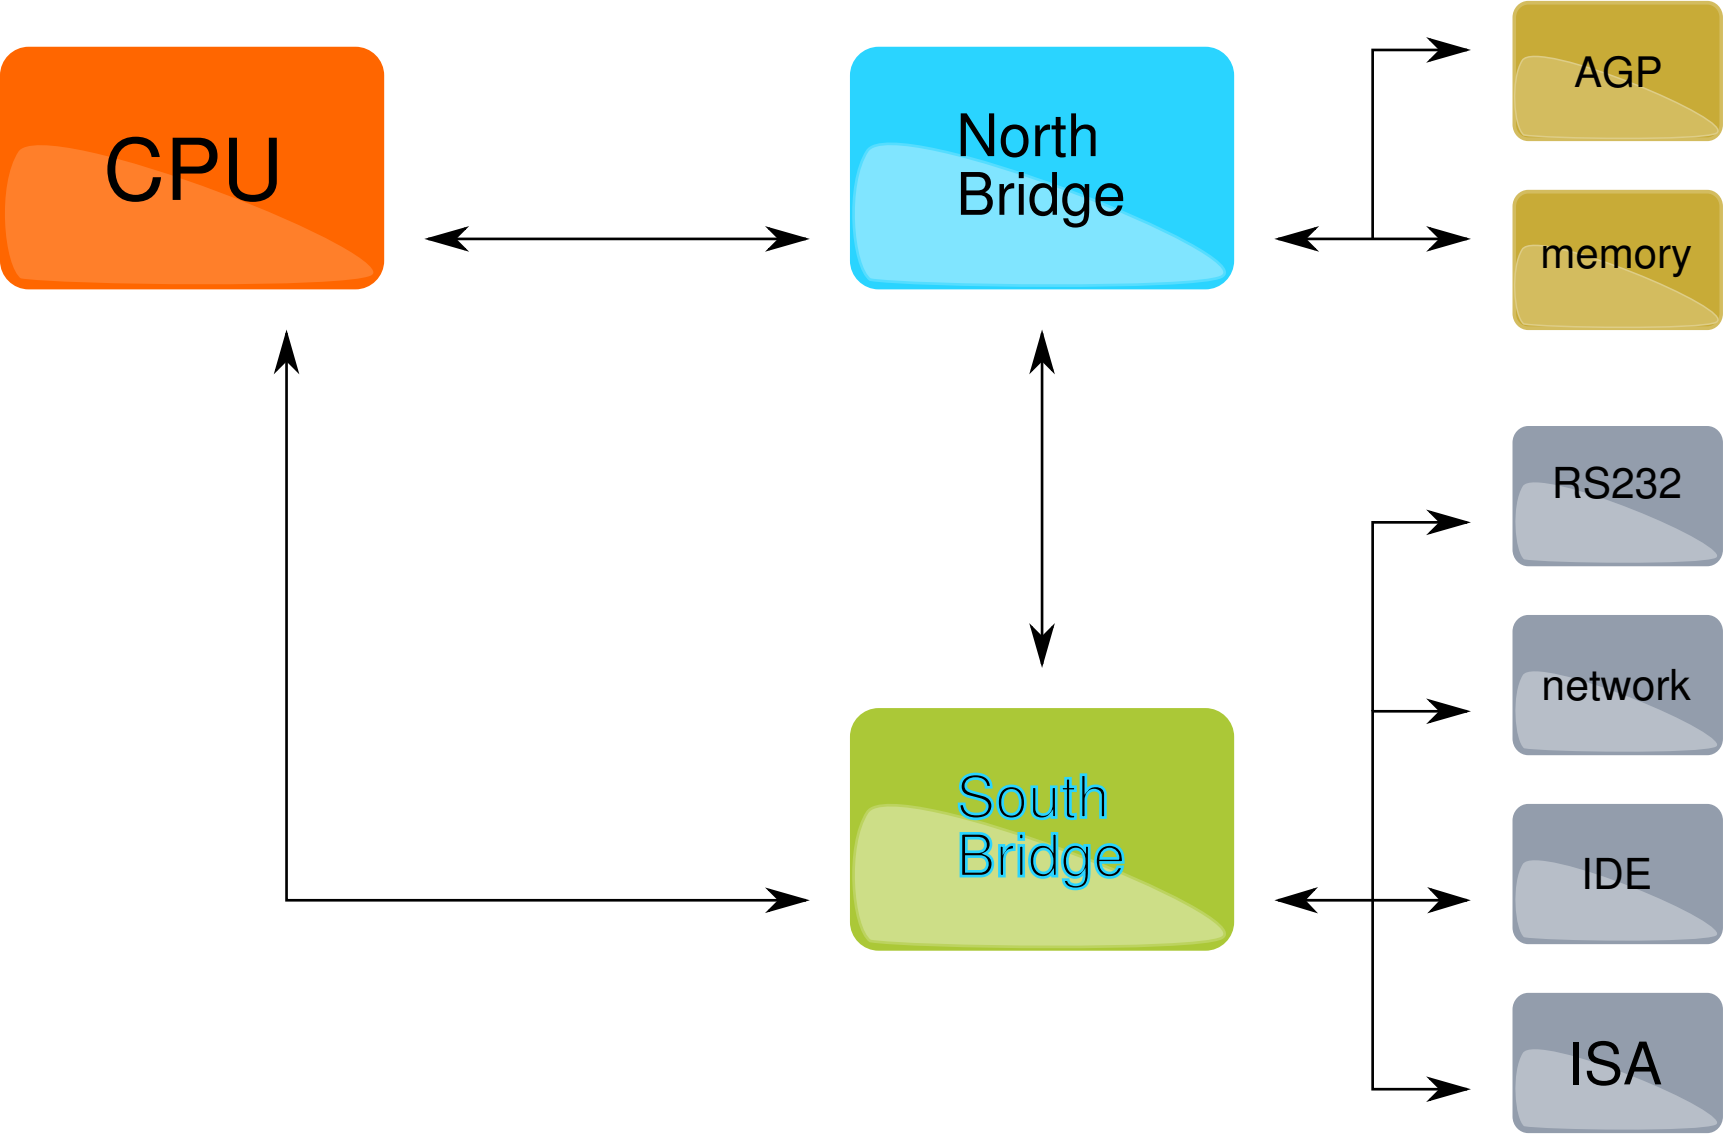 CPU
North
Bridge
AGP
memory
RS232
network
South
Bridge
IDE
ISA